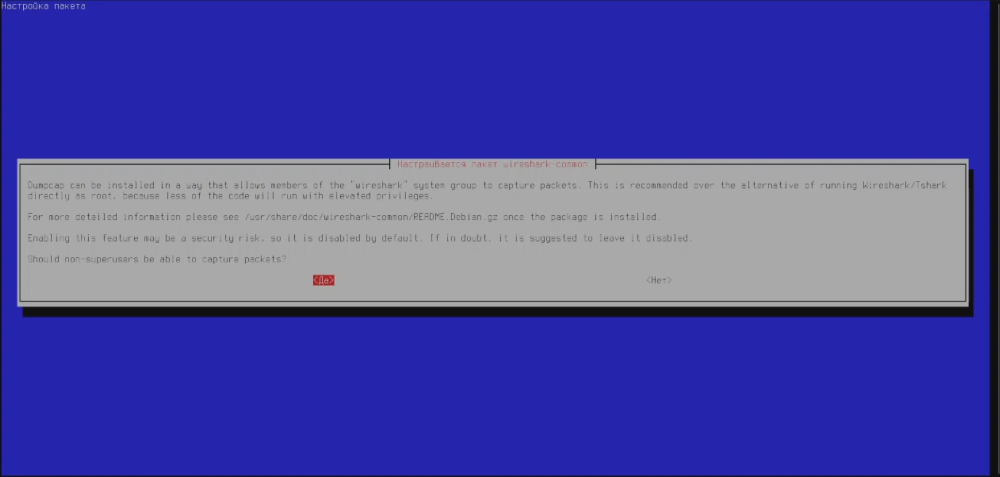 Настройка пакета
Настраивается пакет wireshark-common
Dumpcap can be installed in a way that allows members of the "wireshark" system group to capture packets. This is recommended over the alternative of running Wireshark/Tshark
directly as root, because less of the code will run with elevated privileges.
For more detailed information please see /usr/share/doc/wireshark-common/README.Debian.gz once the package is installed.
Enabling this feature may be a security risk, so it is disabled by default. If in doubt, it is suggested to leave it disabled.
Should non-superusers be able to capture packets?
<Да> <Нет>